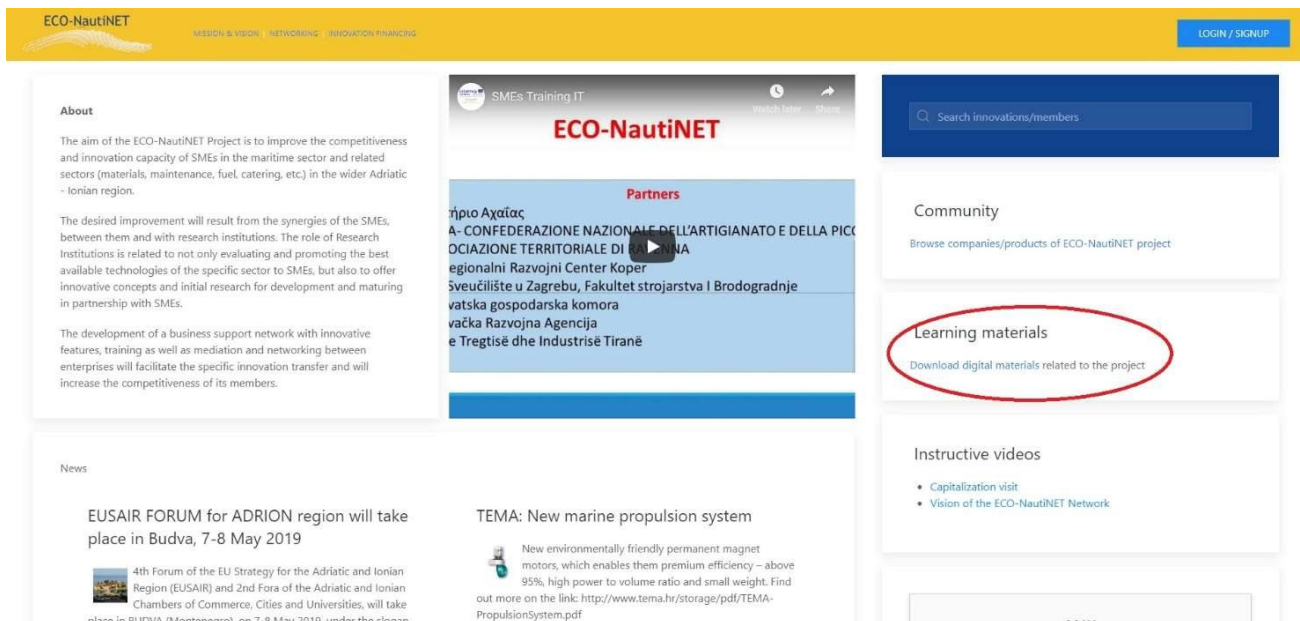 ECO-NautiNET
MISSION & VISION | NETWORKING | INNOVATION FINANCING
LOGIN / SIGNUP
About
The aim of the ECO-NautiNET Project is to improve the competitiveness
and innovation capacity of SMEs in the maritime sector and related
sectors (materials, maintenance, fuel, catering, etc.) in the wider Adriatic
- Ionian region.
The desired improvement will result from the synergies of the SMEs,
between them and with research institutions. The role of Research
Institutions is related to not only evaluating and promoting the best
available technologies of the specific sector to SMEs, but also to offer
innovative concepts and initial research for development and maturing
in partnership with SMEs.
The development of a business support network with innovative
features, training as well as mediation and networking between
enterprises will facilitate the specific innovation transfer and will
increase the competitiveness of its members.
SMEs Training IT
Watch later
Share
ECO-NautiNET
Partners
τήριο Αχαΐας
A- CONFEDERAZIONE NAZIONALE DELL'ARTIGIANATO E DELLA PICC
OCIAZIONE TERRITORIALE DI RAVENNA
egionalni Razvojni Center Koper
Sveučilište u Zagrebu, Fakultet strojarstva I Brodogradnje
vatska gospodarska komora
vačka Razvojna Agencija
e Tregtisë dhe Industrisë Tiranë
Search innovations/members
Community
Browse companies/products of ECO-NautiNET project
Learning materials
Download digital materials related to the project
Instructive videos
• Capitalization visit
• Vision of the ECO-NautiNET Network
News
EUSAIR FORUM for ADRION region will take
place in Budva, 7-8 May 2019
4th Forum of the EU Strategy for the Adriatic and Ionian
Region (EUSAIR) and 2nd Fora of the Adriatic and Ionian
Chambers of Commerce, Cities and Universities, will take
place in BUDVA (Montenegro), on 7-8 May 2019, under the slogan
TEMA: New marine propulsion system
New environmentally friendly permanent magnet
motors, which enables them premium efficiency – above
95%, high power to volume ratio and small weight. Find
out more on the link: http://www.tema.hr/storage/pdf/TEMA-
PropulsionSystem.pdf